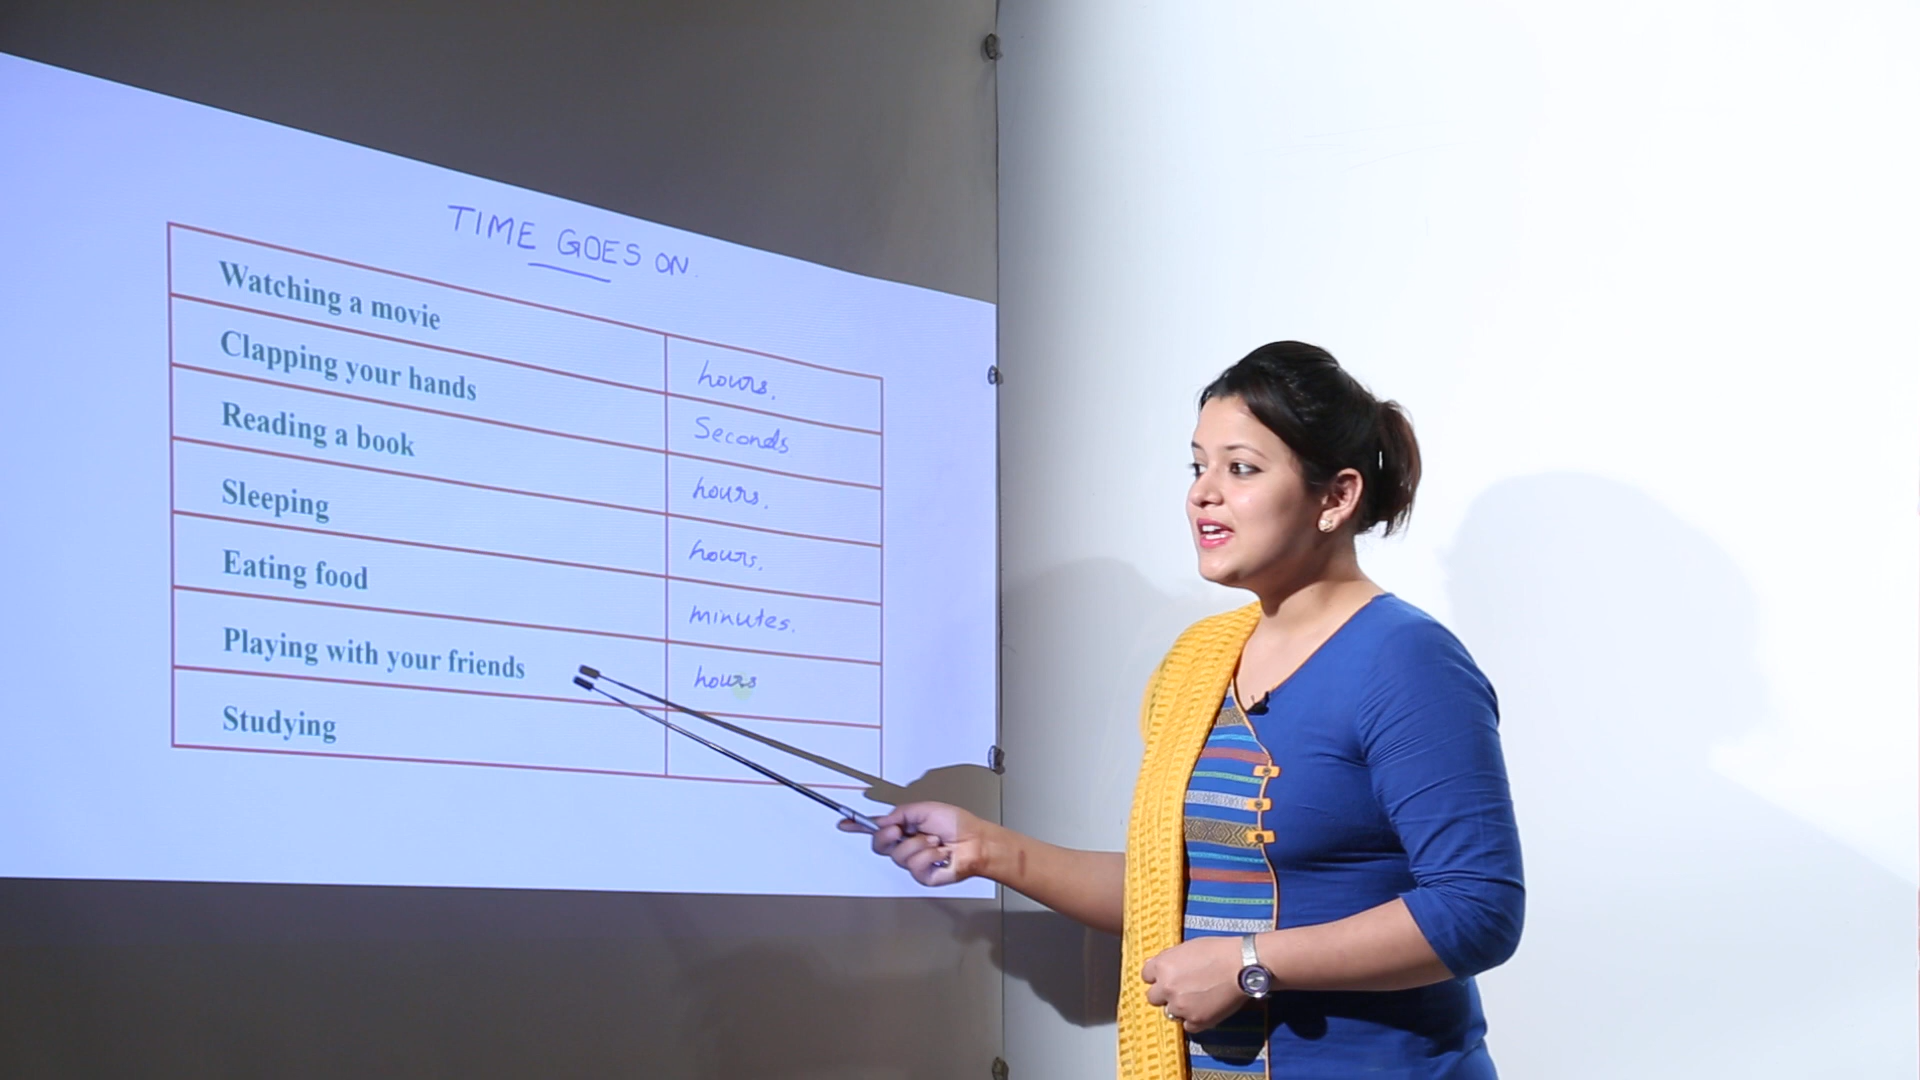 TIME GOES ON.
Watching a movie hours.
Clapping your hands Seconds
Reading a book hours.
Sleeping hours.
Eating food minutes.
Playing with your friends hours
Studying